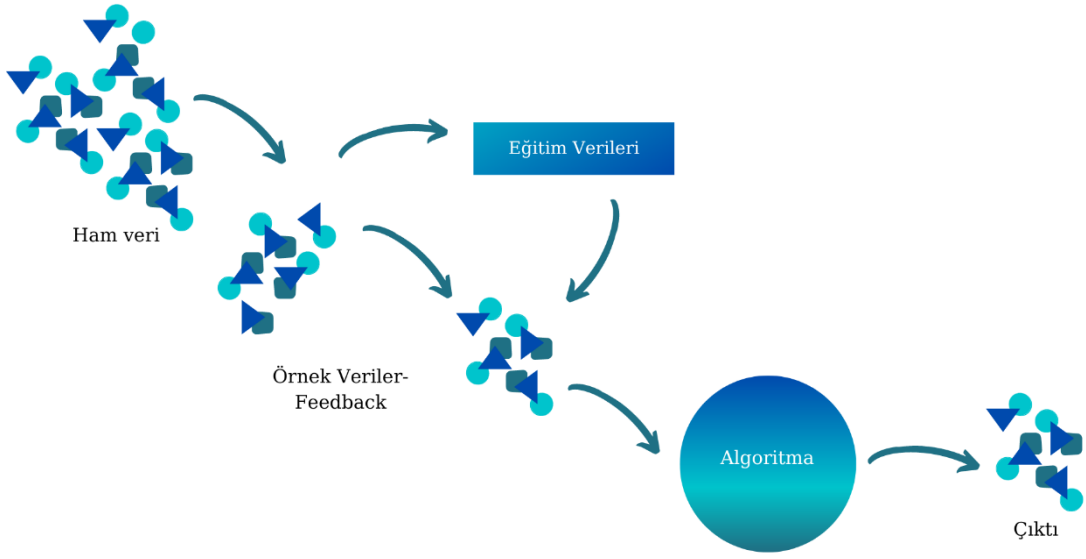 Ham veri
Eğitim Verileri
Örnek Veriler-
Feedback
Algoritma
Çıktı